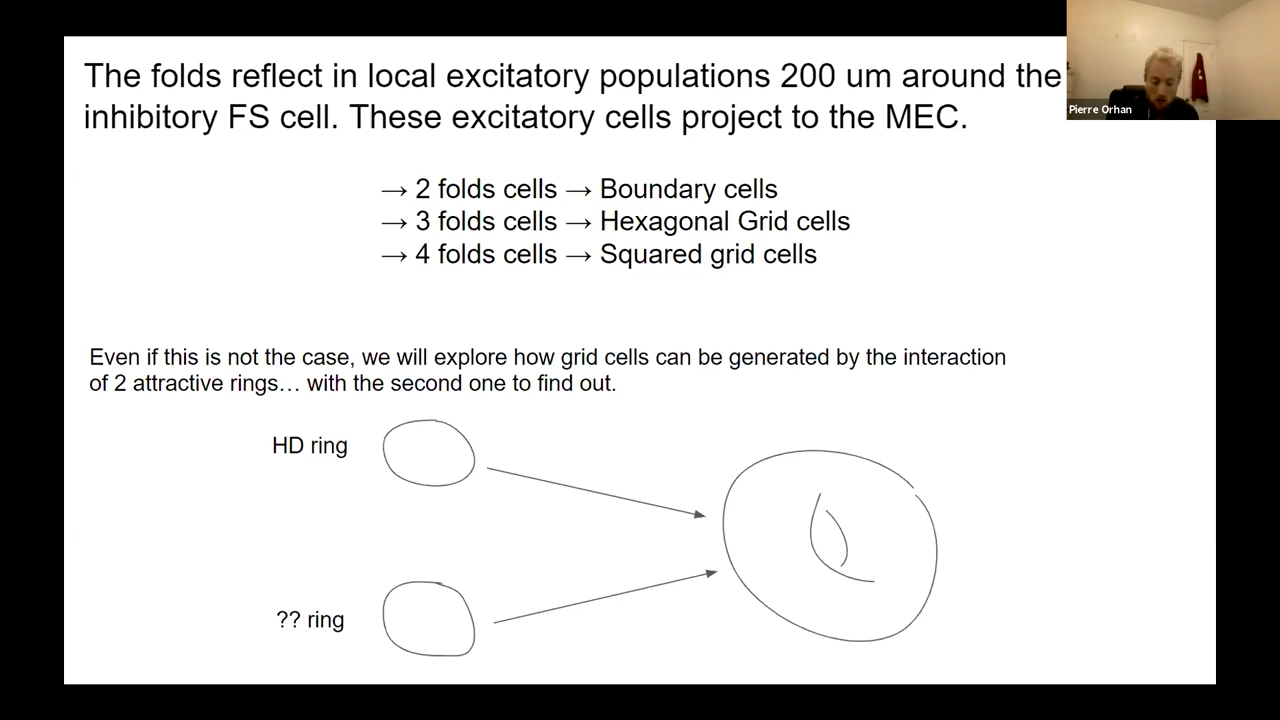 The folds reflect in local excitatory populations 200 um around the
inhibitory FS cell. These excitatory cells project to the MEC.
Pierre Orhan
→ 2 folds cells → Boundary cells
→ 3 folds cells → Hexagonal Grid cells
→ 4 folds cells → Squared grid cells
Even if this is not the case, we will explore how grid cells can be generated by the interaction
of 2 attractive rings… with the second one to find out.
HD ring
?? ring